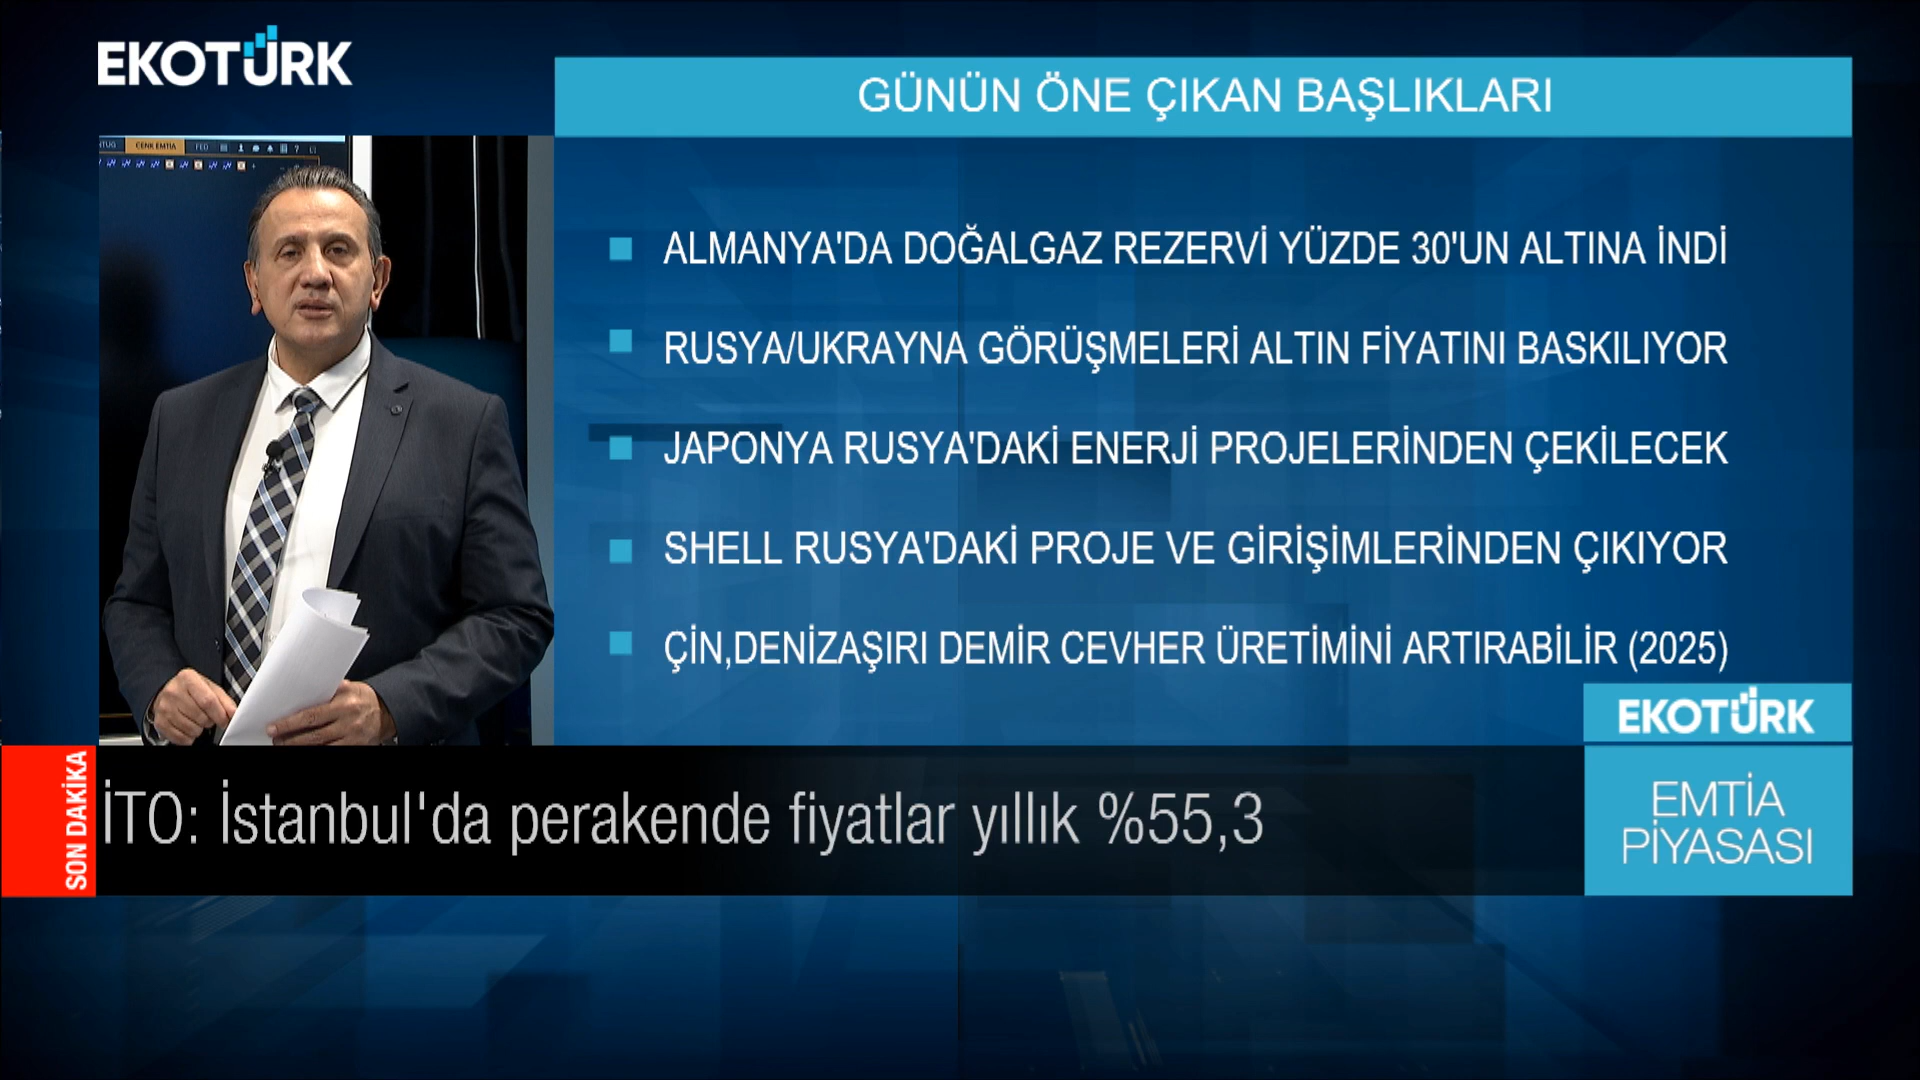 EKOTÜRK
GÜNÜN ÖNE ÇIKAN BAŞLIKLARI
CENK EMTİA
FED
ALMANYA'DA DOĞALGAZ REZERVİ YÜZDE 30'UN ALTINA İNDİ
RUSYA/UKRAYNA GÖRÜŞMELERİ ALTIN FİYATINI BASKILIYOR
JAPONYA RUSYA'DAKİ ENERJİ PROJELERİNDEN ÇEKİLECEK
SHELL RUSYA'DAKİ PROJE VE GİRİŞİMLERİNDEN ÇIKIYOR
ÇİN,DENİZAŞIRI DEMİR CEVHER ÜRETİMİNİ ARTIRABİLİR (2025)
EKOTÜRK
SON DAKİKA
İTO: İstanbul'da perakende fiyatlar yıllık %55,3
EMTİA
PİYASASI